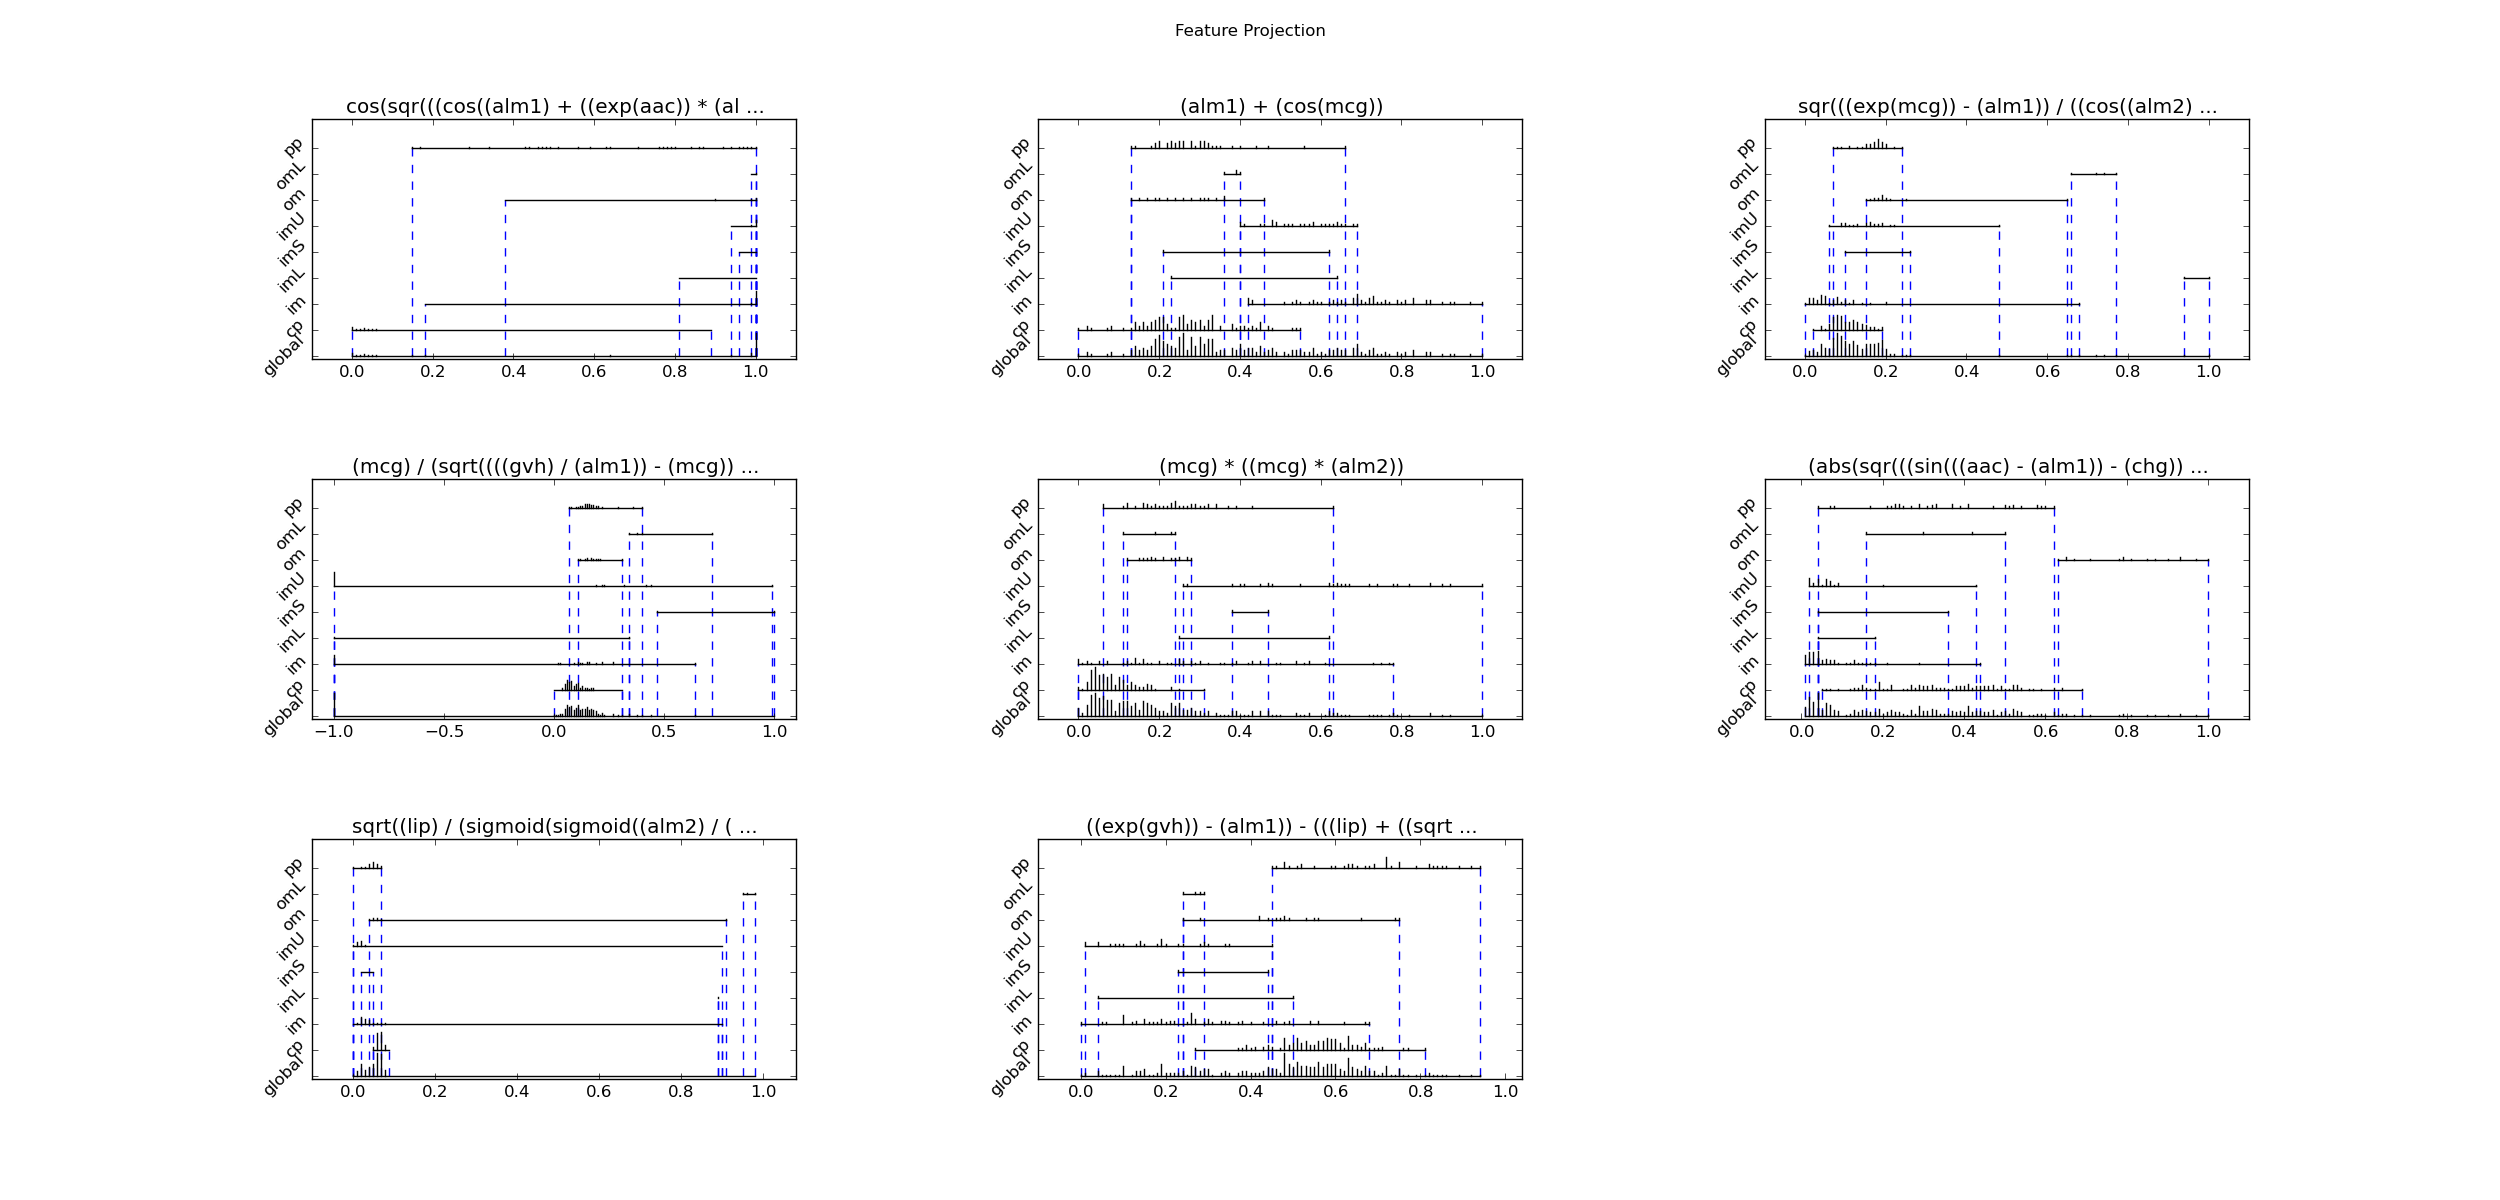 Feature Projection
cos(sqr(((cos((alm1) + ((exp(aac)) * (al ...
pp
omL
om
imU
imS
imL
im
cp
global
0.0 0.2 0.4 0.6 0.8 1.0
(alm1) + (cos(mcg))
pp
omL
om
imU
imS
imL
im
cp
global
0.0 0.2 0.4 0.6 0.8 1.0
sqr(((exp(mcg)) - (alm1)) / ((cos((alm2) ...
pp
omL
om
imU
imS
imL
im
cp
global
0.0 0.2 0.4 0.6 0.8 1.0
(mcg) / (sqrt((((gvh) / (alm1)) - (mcg)) ...
pp
omL
om
imU
imS
imL
im
cp
global
−1.0 −0.5 0.0 0.5 1.0
(mcg) * ((mcg) * (alm2))
pp
omL
om
imU
imS
imL
im
cp
global
0.0 0.2 0.4 0.6 0.8 1.0
(abs(sqr(((sin(((aac) - (alm1)) - (chg)) ...
pp
omL
om
imU
imS
imL
im
cp
global
0.0 0.2 0.4 0.6 0.8 1.0
sqrt((lip) / (sigmoid(sigmoid((alm2) / ( ...
pp
omL
om
imU
imS
imL
im
cp
global
0.0 0.2 0.4 0.6 0.8 1.0
((exp(gvh)) - (alm1)) - (((lip) + ((sqrt ...
pp
omL
om
imU
imS
imL
im
cp
global
0.0 0.2 0.4 0.6 0.8 1.0